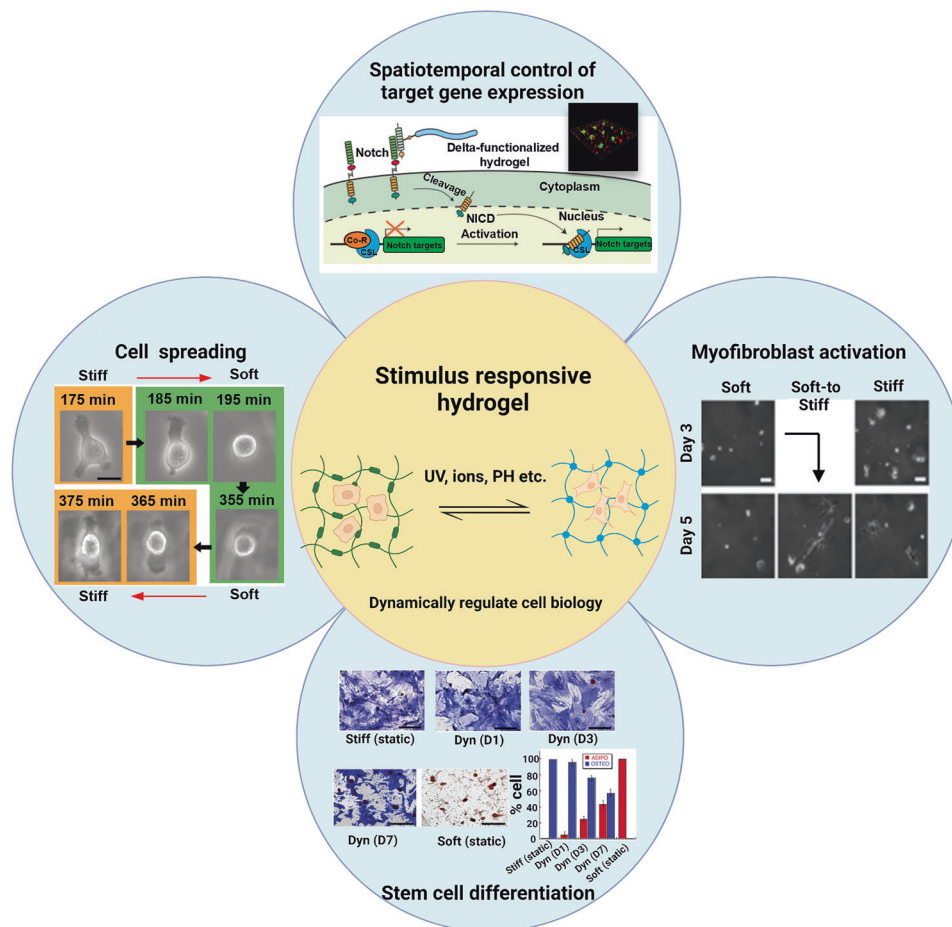 Spatiotemporal control of
target gene expression
Notch
Delta-functionalized
hydrogel
Cleavage
Cytoplasm
NICD
Nucleus
Activation
Co-R
CSL
Notch targets
CSL
Notch targets
Cell spreading
Stiff
Soft
175 min
185 min
195 min
375 min
365 min
355 min
Stiff
Soft
Stimulus responsive
hydrogel
UV, ions, PH etc.
Dynamically regulate cell biology
Myofibroblast activation
Soft
Soft-to
Stiff
Stiff
Day 3
Day 5
Stiff (static)
Dyn (D1)
Dyn (D3)
Dyn (D7)
Soft (static)
% cell
100
80
60
40
20
0
ADIPO
OSTEO
Stiff (static)
Dyn (D1)
Dyn (D3)
Dyn (D7)
Soft (static)
Stem cell differentiation